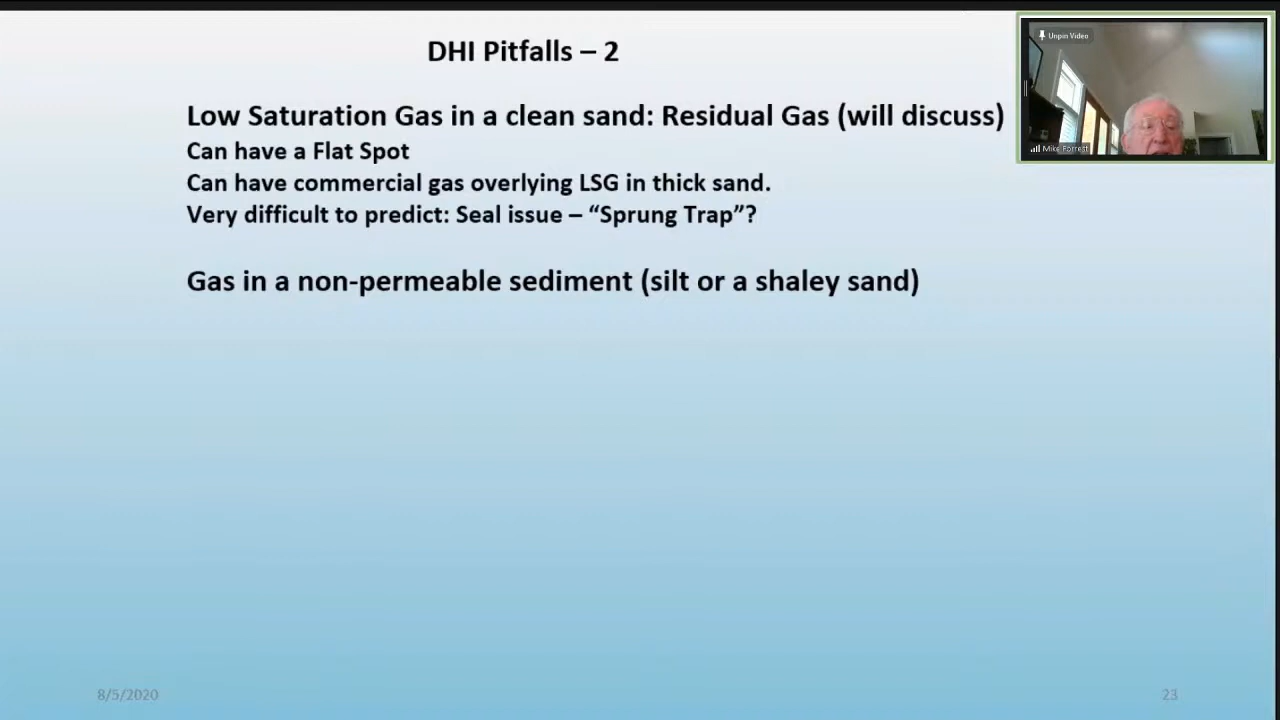 DHI Pitfalls – 2
Unpin Video
Low Saturation Gas in a clean sand: Residual Gas (will discuss)
Mike Forrest
Can have a Flat Spot
Can have commercial gas overlying LSG in thick sand.
Very difficult to predict: Seal issue – “Sprung Trap”?
Gas in a non-permeable sediment (silt or a shaley sand)
8/5/2020
23